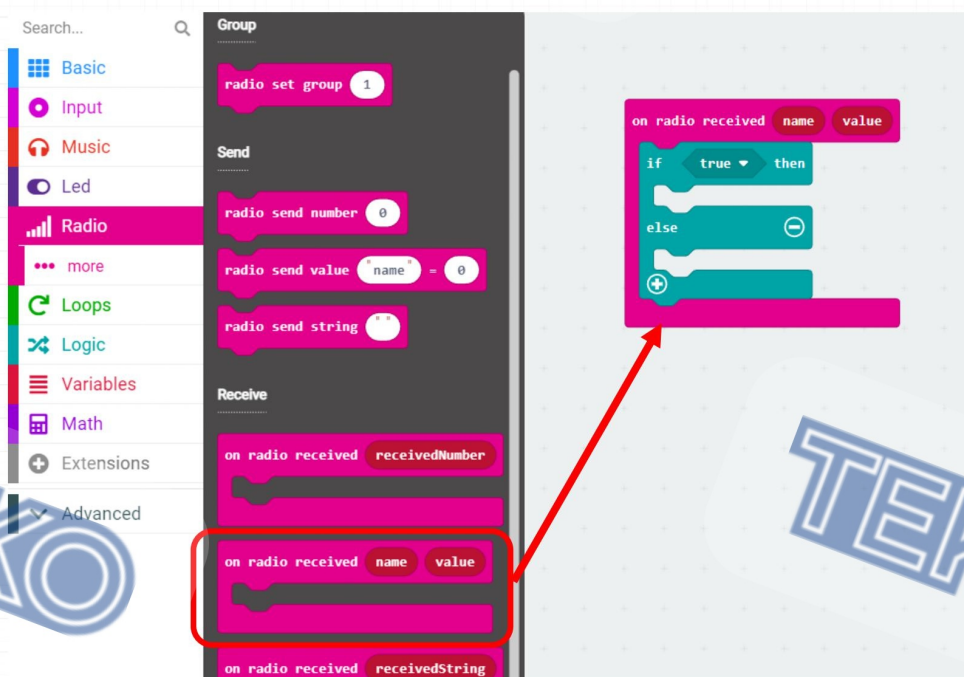 Search...
Basic
Input
Music
Led
Radio
more
Loops
Logic
Variables
Math
Extensions
Advanced
Group
radio set group 1
Send
radio send number 0
radio send value "name" = 0
radio send string " "
Receive
on radio received receivedNumber
on radio received name value
on radio received receivedString
on radio received name value
if true then
else